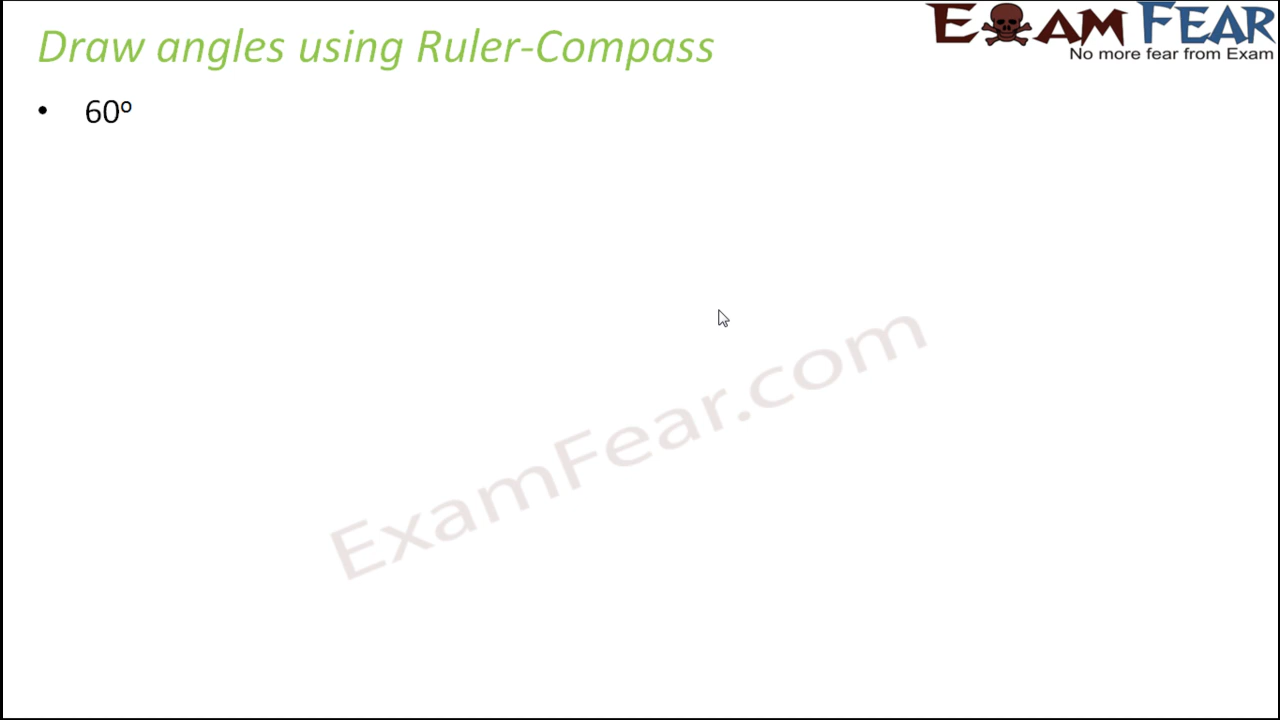 Draw angles using Ruler-Compass
EXAM FEAR
No more fear from Exam
• 60º
ExamFear.com